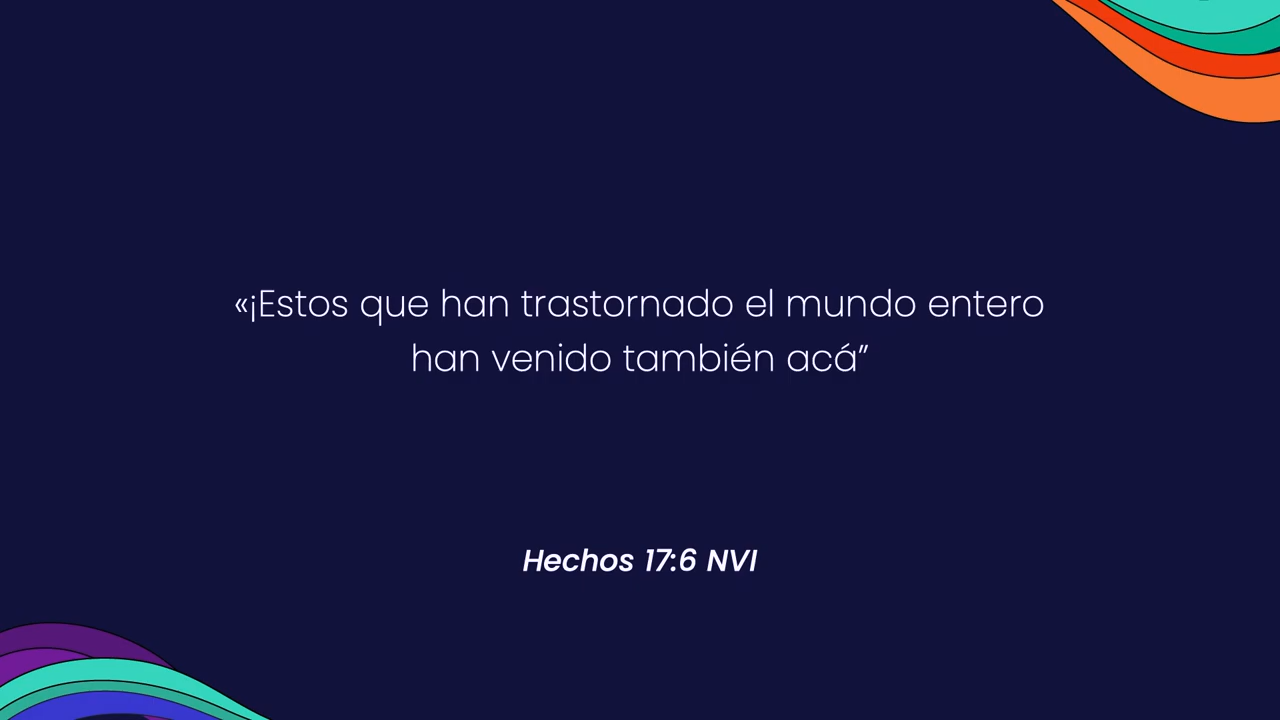 «¡Estos que han trastornado el mundo entero
han venido también acá”
Hechos 17:6 NVI